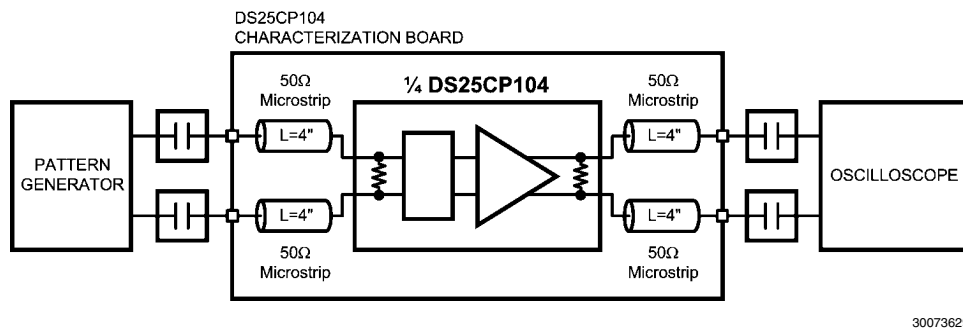 DS25CP104
CHARACTERIZATION BOARD
50Ω
Microstrip
L=4"
¼ DS25CP104
50Ω
Microstrip
L=4"
PATTERN
GENERATOR
OSCILLOSCOPE
L=4"
50Ω
Microstrip
L=4"
50Ω
Microstrip
3007362